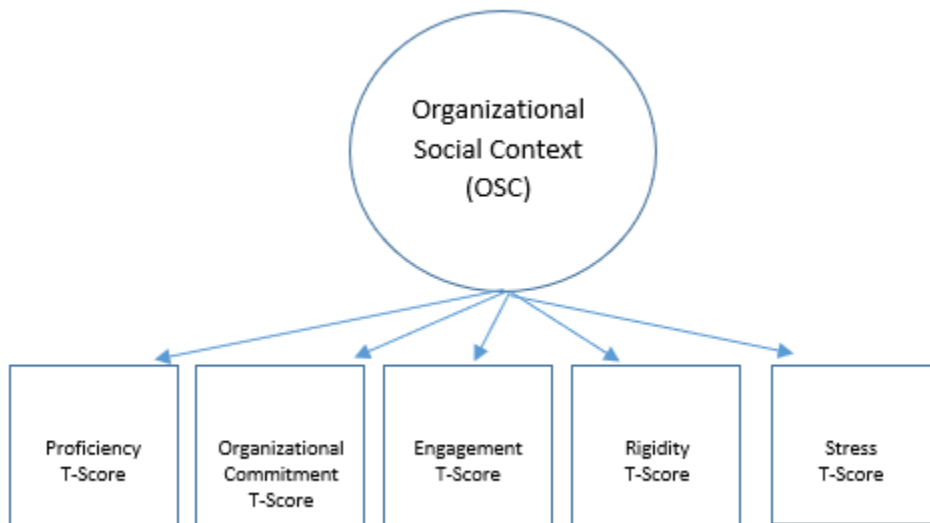 Organizational
Social Context
(OSC)
Proficiency
T-Score
Organizational
Commitment
T-Score
Engagement
T-Score
Rigidity
T-Score
Stress
T-Score